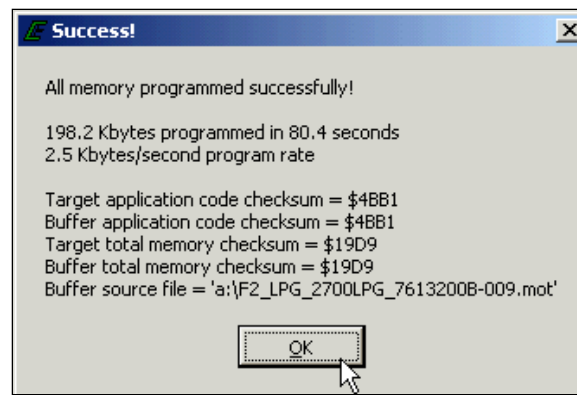 Success!
All memory programmed successfully!
198.2 Kbytes programmed in 80.4 seconds
2.5 Kbytes/second program rate
Target application code checksum = $4BB1
Buffer application code checksum = $4BB1
Target total memory checksum = $19D9
Buffer total memory checksum = $19D9
Buffer source file = 'a:\F2_LPG_2700LPG_7613200B-009.mot'
OK